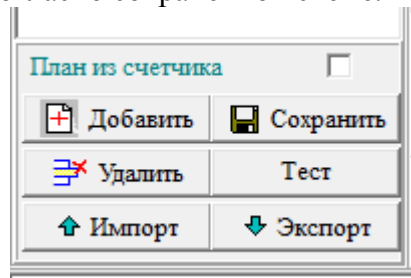 План из счетчика
Добавить Сохранить
Удалить Тест
Импорт Экспорт